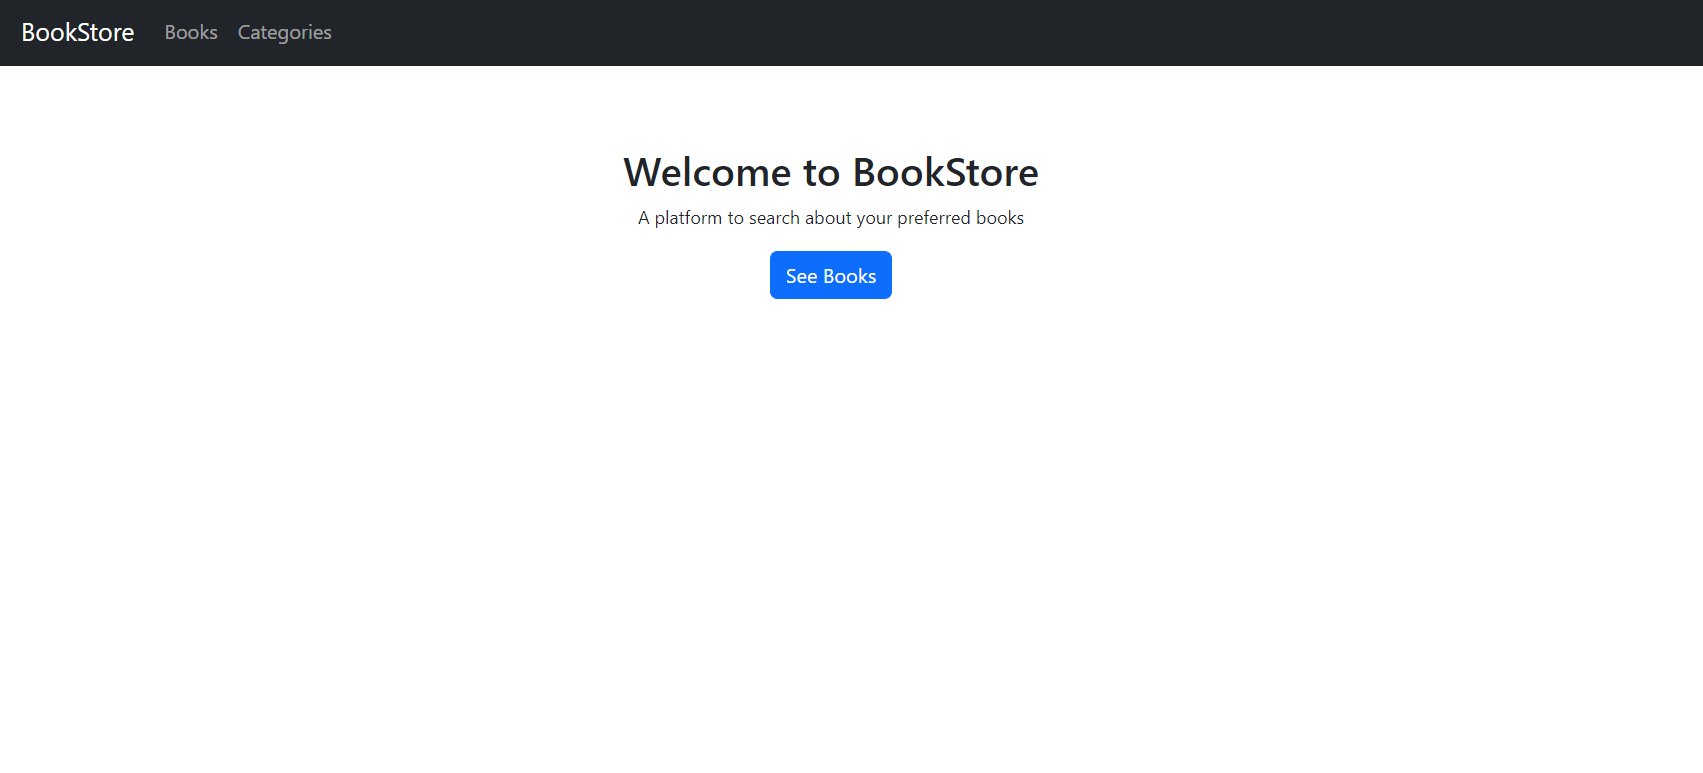 BookStore Books Categories
Welcome to BookStore
A platform to search about your preferred books
See Books